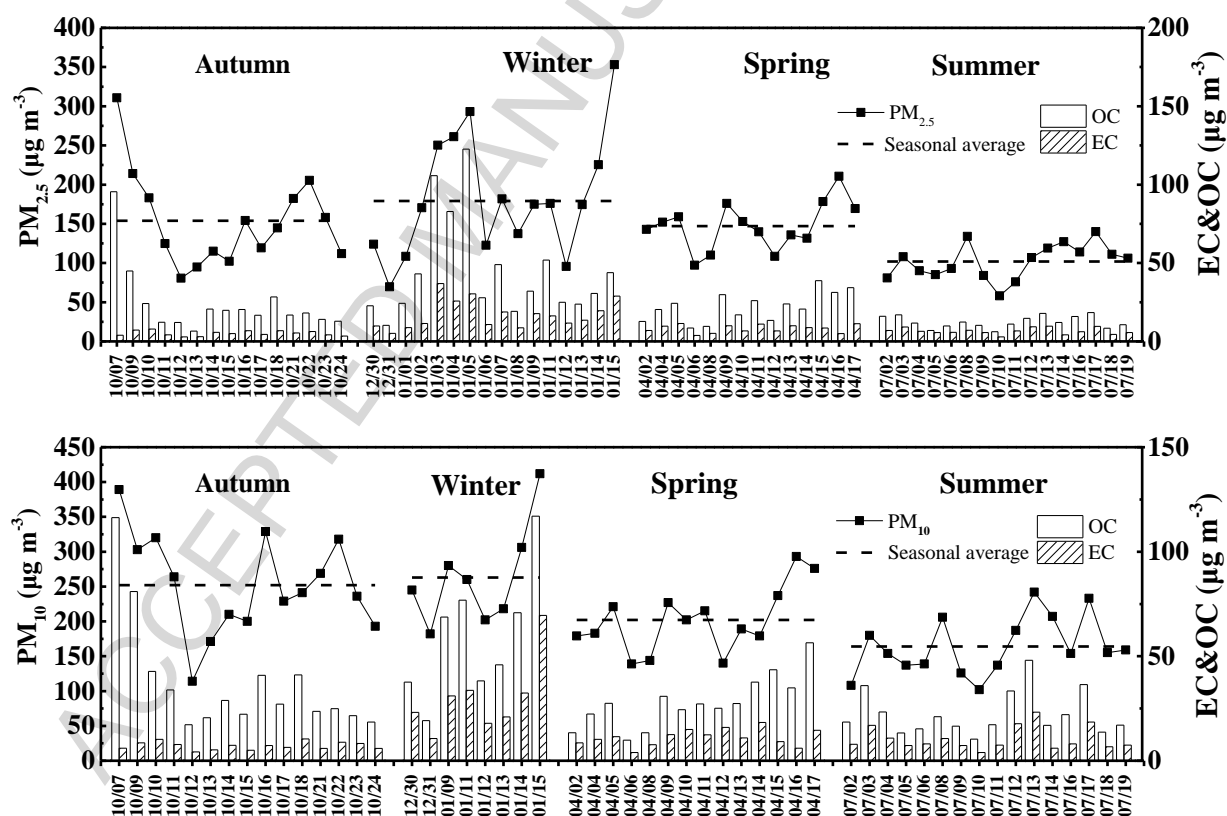 ACCEPTED MANUS
400
350
300
250
200
150
100
50
0
PM2.5 (µg m-3)
200
150
100
50
0
EC&OC (µg m-3)
Autumn
Winter
Spring
Summer
PM2.5
Seasonal average
OC
EC
10/07 10/09 10/10 10/11 10/12 10/13 10/14 10/15 10/16 10/17 10/18 10/21 10/22 10/23 10/24 12/30 12/31 01/01 01/02 01/03 01/04 01/05 01/06 01/07 01/08 01/09 01/11 01/12 01/13 01/14 01/15 04/02 04/04 04/05 04/06 04/08 04/09 04/10 04/11 04/12 04/13 04/14 04/15 04/16 04/17 07/02 07/03 07/04 07/05 07/06 07/08 07/09 07/10 07/11 07/12 07/13 07/14 07/16 07/17 07/18 07/19
450
400
350
300
250
200
150
100
50
0
PM10 (µg m-3)
150
100
50
0
EC&OC (µg m-3)
Autumn
Winter
Spring
Summer
PM10
Seasonal average
OC
EC
10/07 10/09 10/10 10/11 10/12 10/13 10/14 10/15 10/16 10/17 10/18 10/21 10/22 10/23 10/24 12/30 12/31 01/09 01/11 01/12 01/13 01/14 01/15 04/02 04/04 04/05 04/06 04/08 04/09 04/10 04/11 04/12 04/13 04/14 04/15 04/16 04/17 07/02 07/03 07/04 07/05 07/06 07/08 07/09 07/10 07/11 07/12 07/13 07/14 07/16 07/17 07/18 07/19